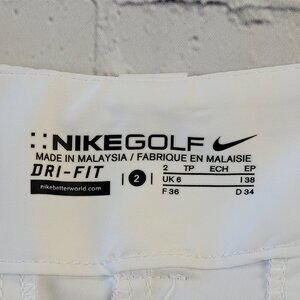 NIKEGOLF
MADE IN MALAYSIA / FABRIQUE EN MALAISIE
DRI-FIT
nikebetterworld.com
2
2 TP ECH EP
UK 6 I 38
F 36 D 34